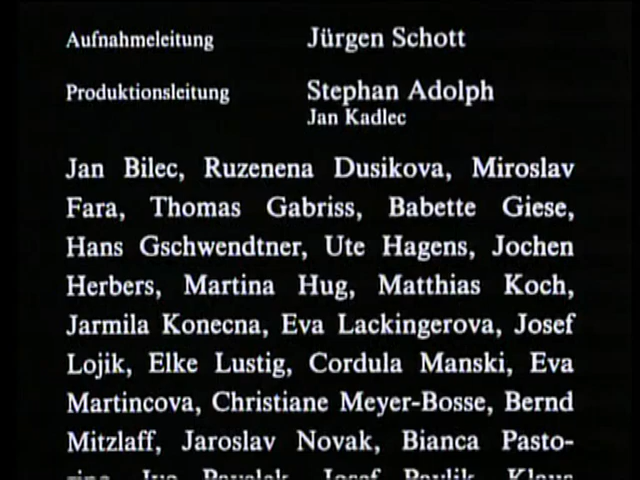 Aufnahmeleitung Jürgen Schott
Produktionsleitung Stephan Adolph
Jan Kadlec
Jan Bilec, Ruzenena Dusikova, Miroslav
Fara, Thomas Gabriss, Babette Giese,
Hans Gschwendtner, Ute Hagens, Jochen
Herbers, Martina Hug, Matthias Koch,
Jarmila Konecna, Eva Lackingerova, Josef
Lojik, Elke Lustig, Cordula Manski, Eva
Martincova, Christiane Meyer-Bosse, Bernd
Mitzlaff, Jaroslav Novak, Bianca Pasto-